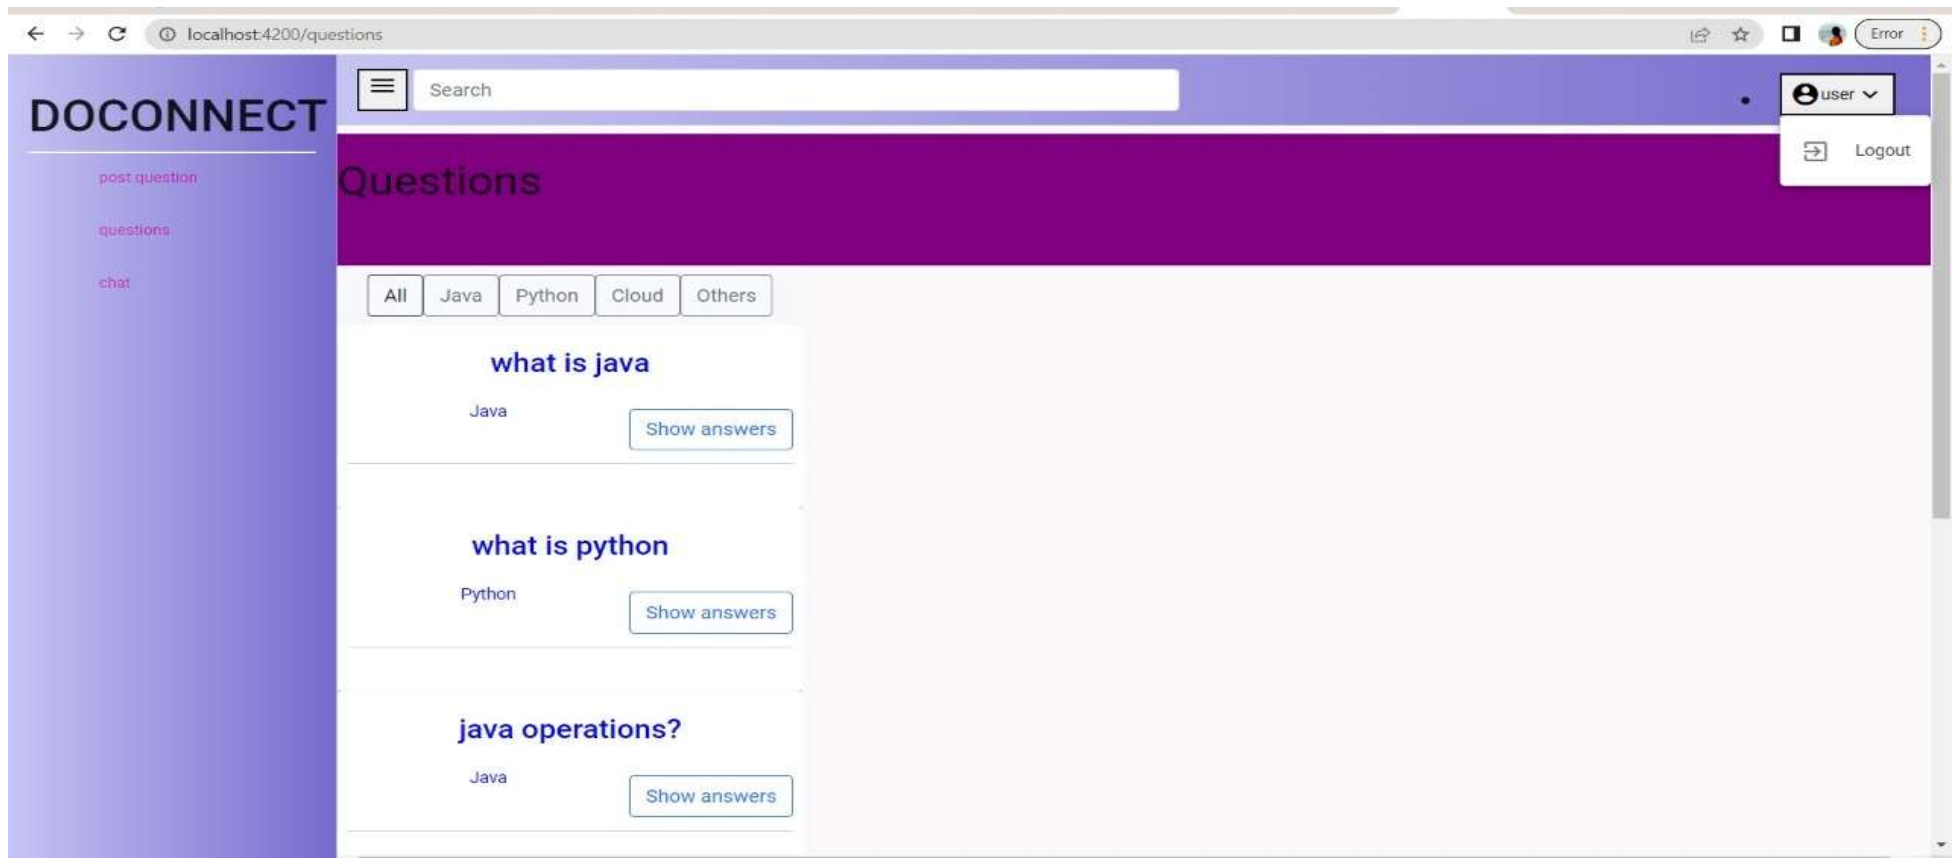 localhost:4200/questions
Error
DOCONNECT
post question
questions
chat
Search
user
Logout
Questions
All Java Python Cloud Others
what is java
Java
Show answers
what is python
Python
Show answers
java operations?
Java
Show answers